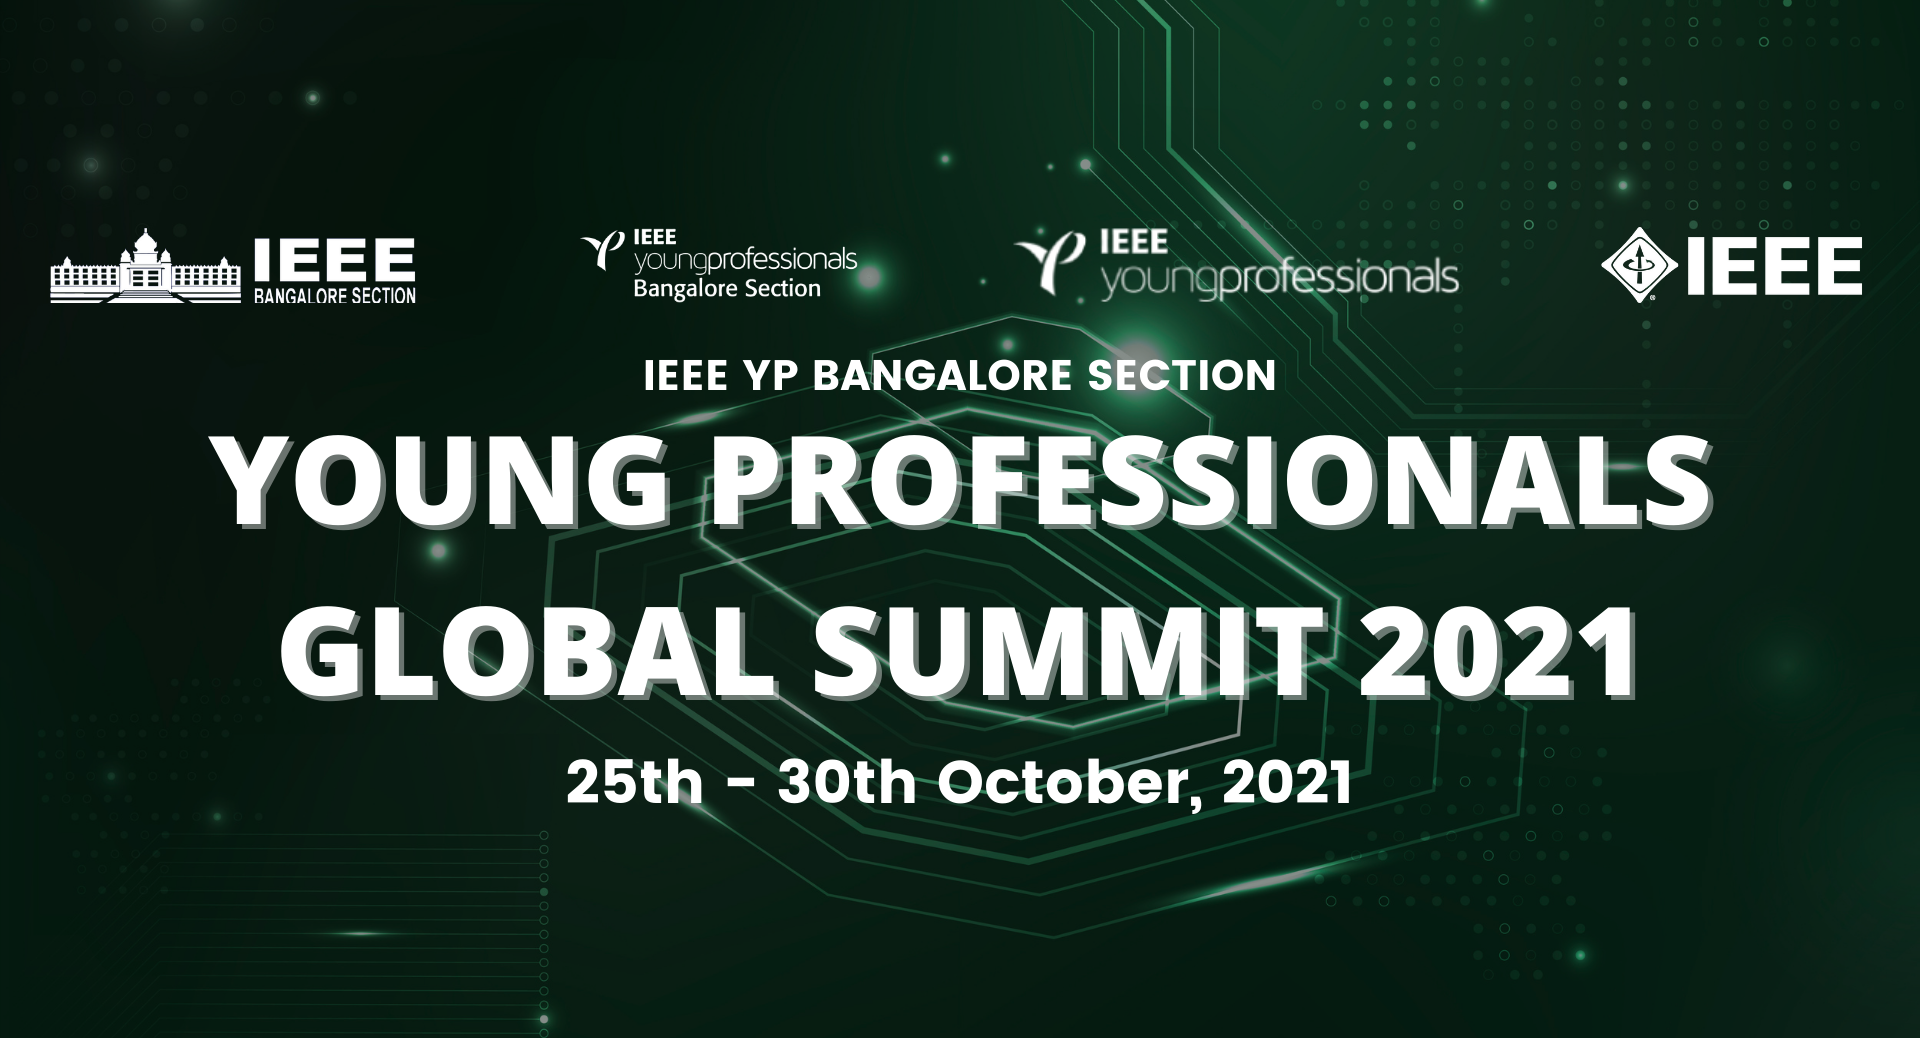 IEEE
BANGALORE SECTION
IEEE
youngprofessionals
Bangalore Section
IEEE
youngprofessionals
®
IEEE
IEEE YP BANGALORE SECTION
YOUNG PROFESSIONALS
GLOBAL SUMMIT 2021
25th - 30th October, 2021